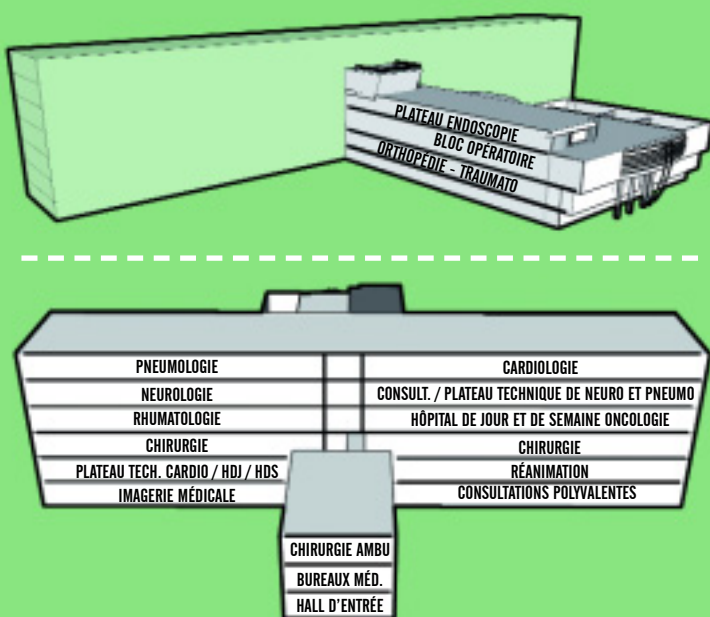 PLATEAU ENDOSCOPIE
BLOC OPÉRATOIRE
ORTHOPÉDIE - TRAUMATO
PNEUMOLOGIE
CARDIOLOGIE
NEUROLOGIE
CONSULT. / PLATEAU TECHNIQUE DE NEURO ET PNEUMO
RHUMATOLOGIE
HÔPITAL DE JOUR ET DE SEMAINE ONCOLOGIE
CHIRURGIE
CHIRURGIE
PLATEAU TECH. CARDIO / HDJ / HDS
RÉANIMATION
IMAGERIE MÉDICALE
CONSULTATIONS POLYVALENTES
CHIRURGIE AMBU
BUREAUX MÉD.
HALL D'ENTRÉE